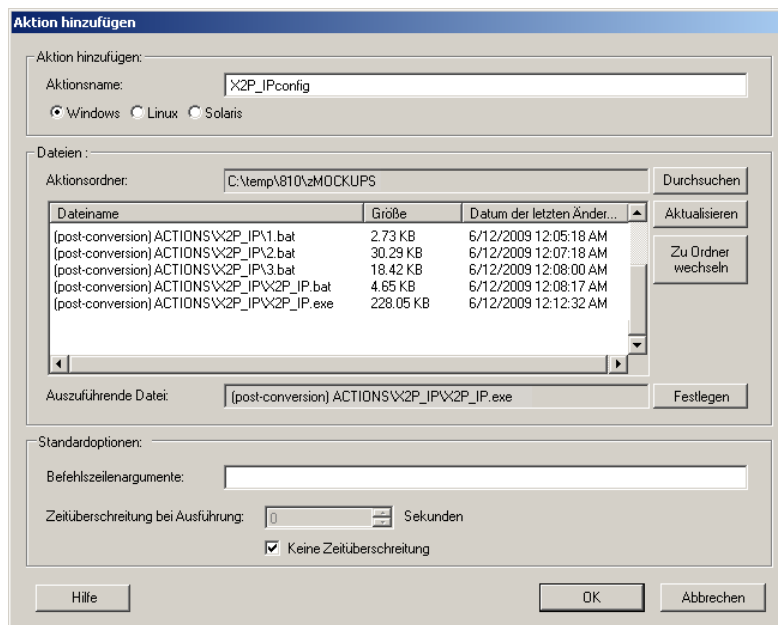 Aktion hinzufügen
Aktion hinzufügen:
Aktionsname: X2P_IPconfig
Windows Linux Solaris
Dateien :
Aktionsordner: C:\temp\810\zMOCKUPS Durchsuchen
Dateiname Größe Datum der letzten Änder... Aktualisieren
(post-conversion) ACTIONS\X2P_IP\1.bat 2.73 KB 6/12/2009 12:05:18 AM
(post-conversion) ACTIONS\X2P_IP\2.bat 30.29 KB 6/12/2009 12:07:18 AM
(post-conversion) ACTIONS\X2P_IP\3.bat 18.42 KB 6/12/2009 12:08:00 AM
(post-conversion) ACTIONS\X2P_IP\X2P_IP.bat 4.65 KB 6/12/2009 12:08:17 AM
(post-conversion) ACTIONS\X2P_IP\X2P_IP.exe 228.05 KB 6/12/2009 12:12:32 AM
Zu Ordner
wechseln
Auszuführende Datei: (post-conversion) ACTIONS\X2P_IP\X2P_IP.exe Festlegen
Standardoptionen:
Befehlszeilenargumente:
Zeitüberschreitung bei Ausführung: 0 Sekunden
Keine Zeitüberschreitung
Hilfe OK Abbrechen